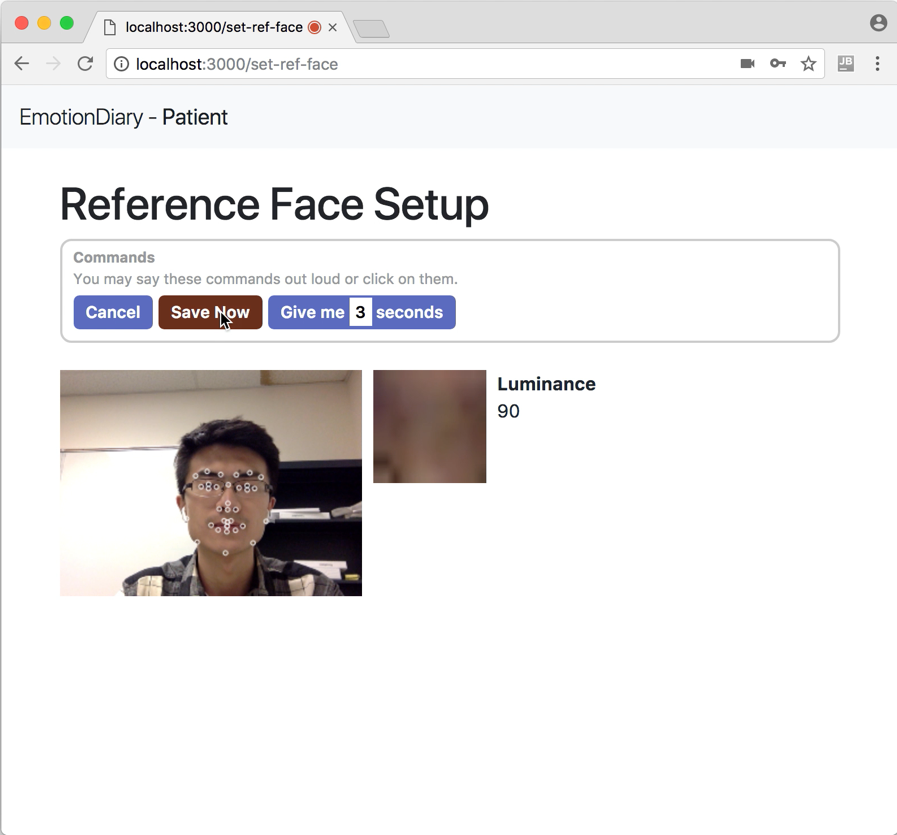 localhost:3000/set-ref-face
localhost:3000/set-ref-face
JB
EmotionDiary - Patient
Reference Face Setup
Commands
You may say these commands out loud or click on them.
Cancel Save Now Give me 3 seconds
Luminance
90